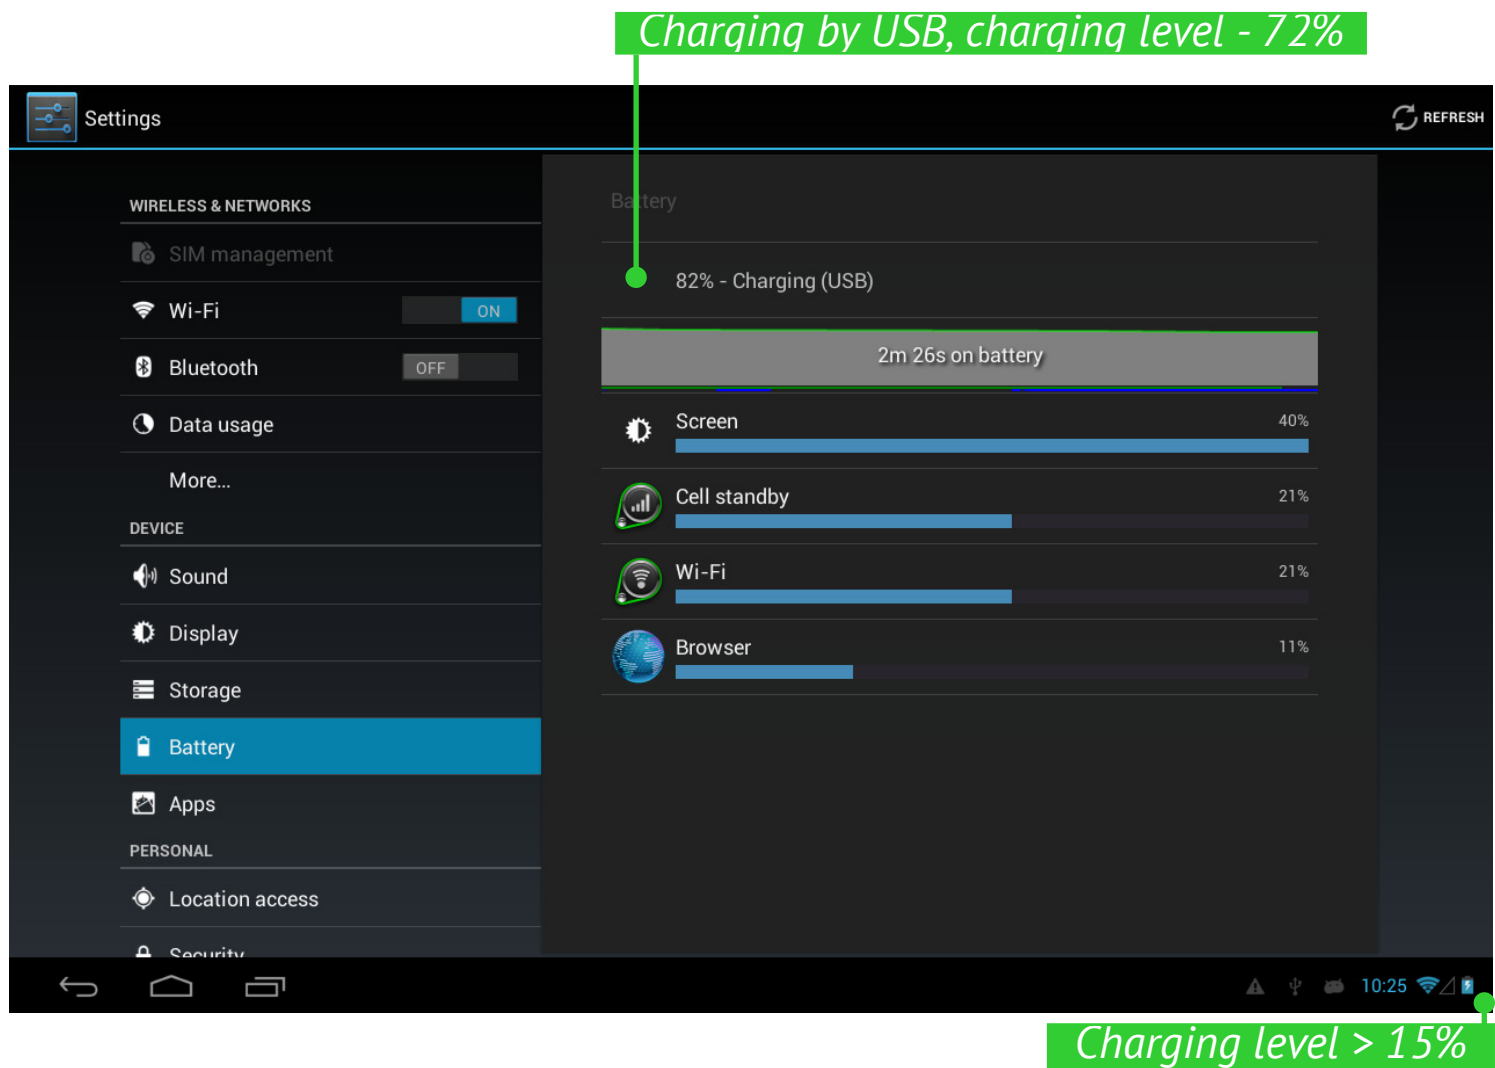 Charging by USB, charging level - 72%
Settings
REFRESH
WIRELESS & NETWORKS
SIM management
Wi-Fi
ON
Bluetooth
OFF
Data usage
More...
DEVICE
Sound
Display
Storage
Battery
Apps
PERSONAL
Location access
Security
Battery
82% - Charging (USB)
2m 26s on battery
Screen
40%
Cell standby
21%
Wi-Fi
21%
Browser
11%
10:25
Charging level > 15%